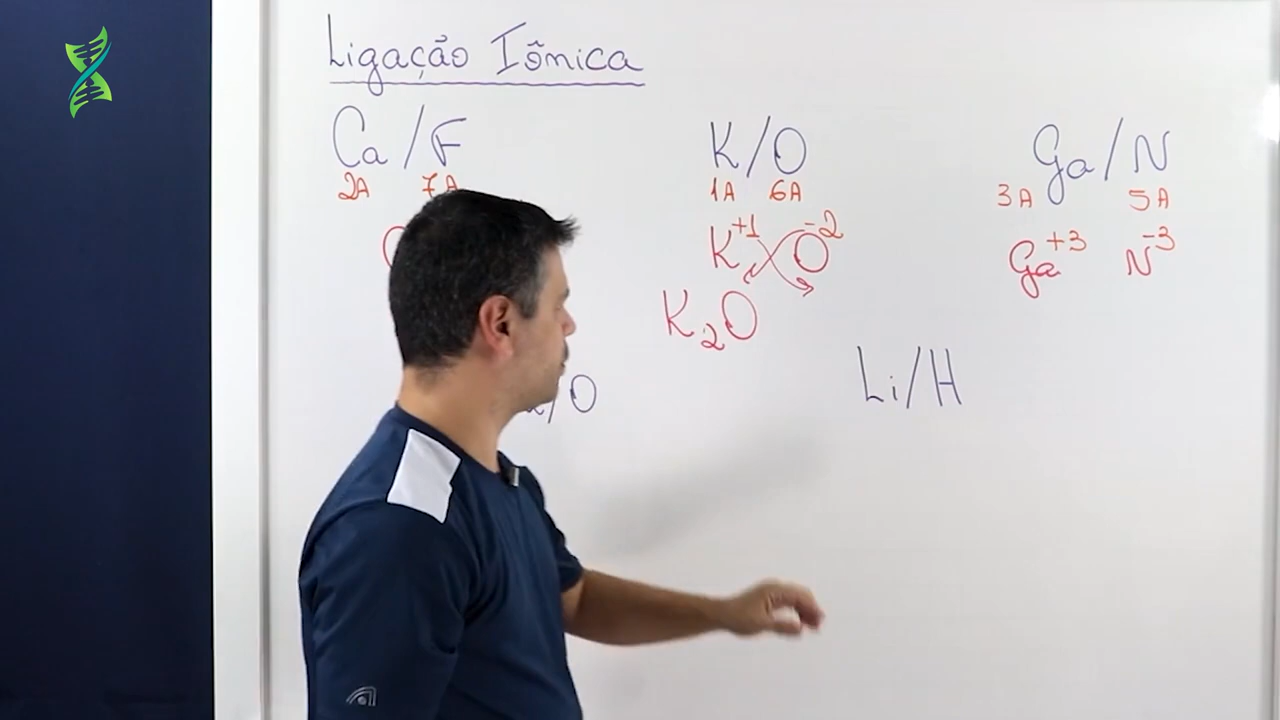 Ligação Iônica
Ca/F
2A 7A
K/O
1A 6A
K+1 O-2
K2O
Ga/N
3A 5A
Ga+3 N-3
/O
Li/H